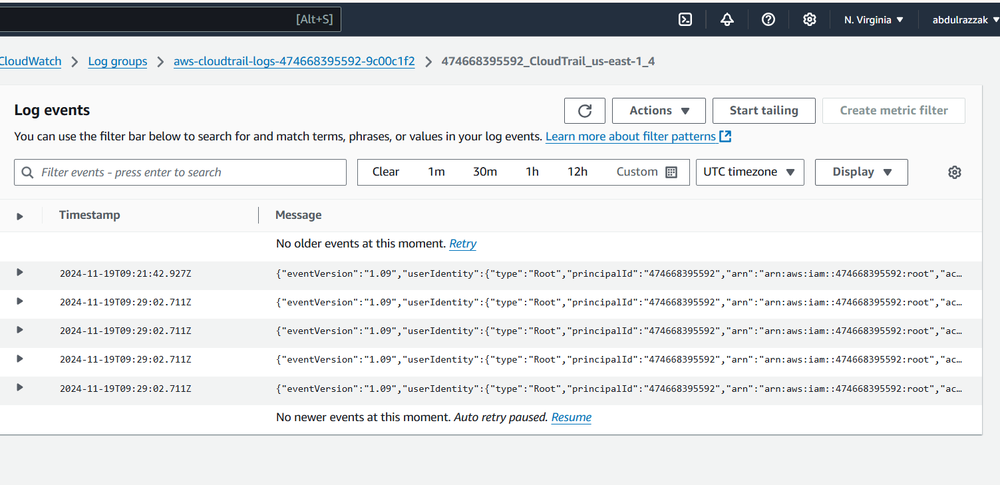 [Alt+S] N. Virginia ▼ abdulrazzak ▼
CloudWatch > Log groups > aws-cloudtrail-logs-474668395592-9c00c1f2 > 474668395592_CloudTrail_us-east-1_4
Log events Actions ▼ Start tailing Create metric filter
You can use the filter bar below to search for and match terms, phrases, or values in your log events. Learn more about filter patterns
Filter events - press enter to search Clear 1m 30m 1h 12h Custom UTC timezone ▼ Display ▼
Timestamp Message
No older events at this moment. Retry
2024-11-19T09:21:42.927Z {"eventVersion":"1.09","userIdentity":{"type":"Root","principalId":"474668395592","arn":"arn:aws:iam::474668395592:root","ac…
2024-11-19T09:29:02.711Z {"eventVersion":"1.09","userIdentity":{"type":"Root","principalId":"474668395592","arn":"arn:aws:iam::474668395592:root","ac…
2024-11-19T09:29:02.711Z {"eventVersion":"1.09","userIdentity":{"type":"Root","principalId":"474668395592","arn":"arn:aws:iam::474668395592:root","ac…
2024-11-19T09:29:02.711Z {"eventVersion":"1.09","userIdentity":{"type":"Root","principalId":"474668395592","arn":"arn:aws:iam::474668395592:root","ac…
2024-11-19T09:29:02.711Z {"eventVersion":"1.09","userIdentity":{"type":"Root","principalId":"474668395592","arn":"arn:aws:iam::474668395592:root","ac…
No newer events at this moment. Auto retry paused. Resume